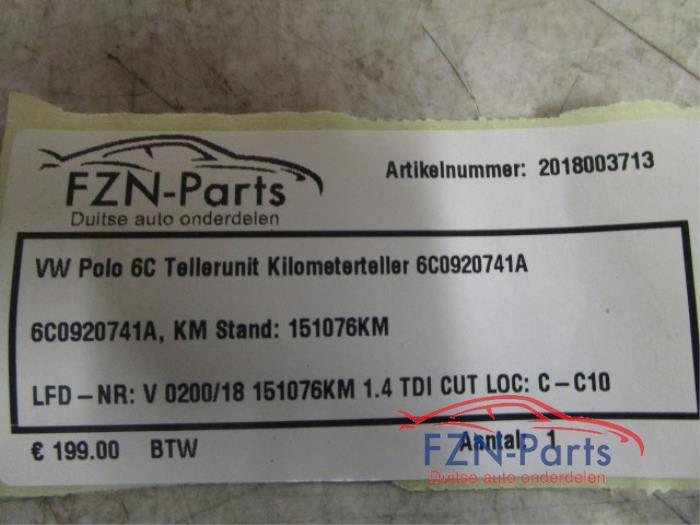 FZN-Parts
Duitse auto onderdelen
Artikelnummer: 2018003713
VW Polo 6C Tellerunit Kilometerteller 6C0920741A
6C0920741A, KM Stand: 151076KM
LFD-NR: V 0200/18 151076KM 1.4 TDI CUT LOC: C-C10
€ 199.00 BTW
Aantal: 1
FZN-Parts
Duitse auto onderdelen